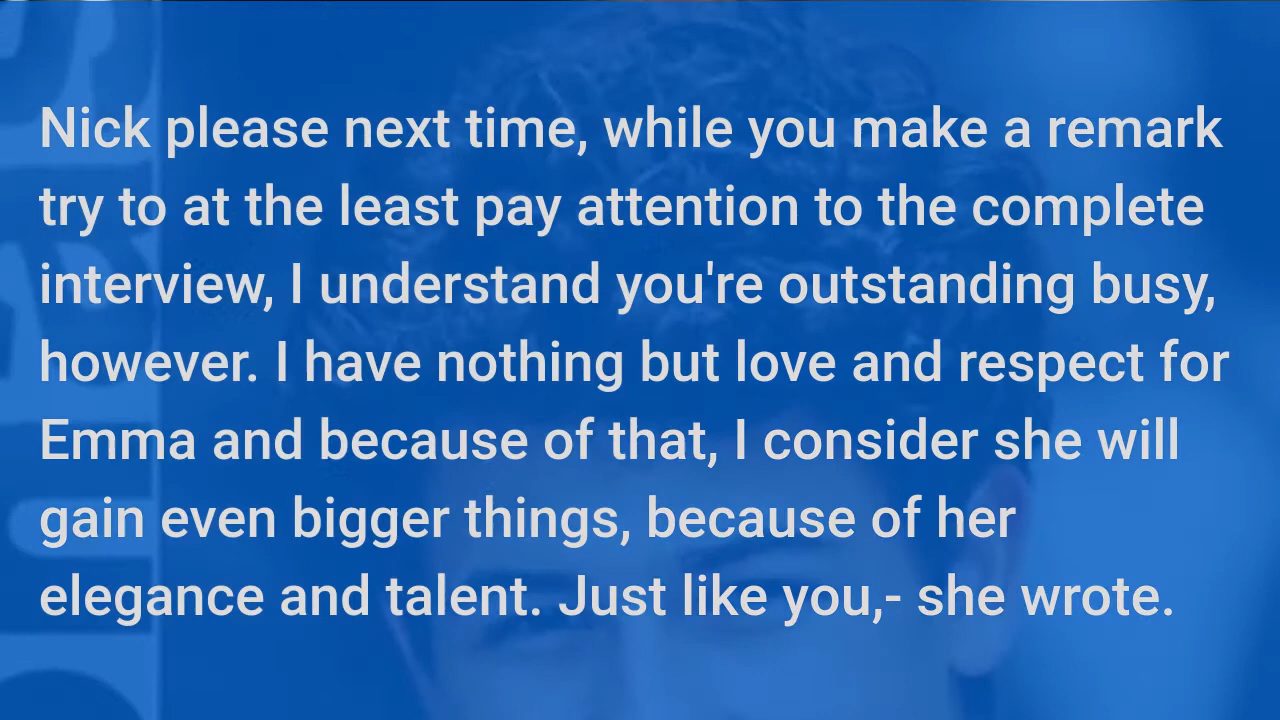 Nick please next time, while you make a remark
try to at the least pay attention to the complete
interview, I understand you're outstanding busy,
however. I have nothing but love and respect for
Emma and because of that, I consider she will
gain even bigger things, because of her
elegance and talent. Just like you,- she wrote.